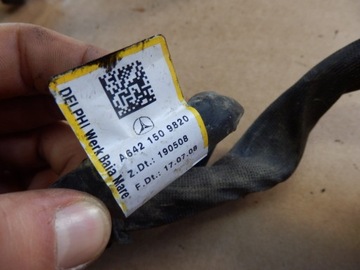 DELPHI Werk Baia Mare
A642 150 9820
Z.Dt.: 190508
F.Dt.: 17.07.08